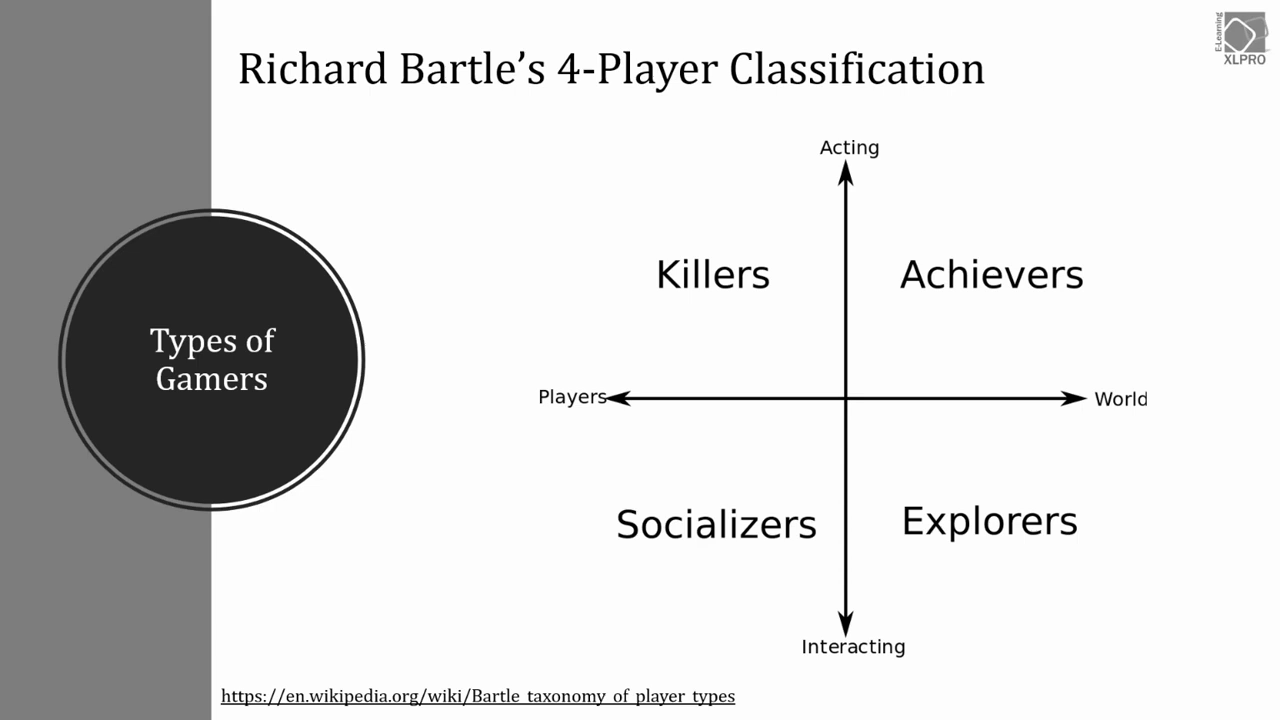 Richard Bartle’s 4-Player Classification
E-Learning
XLPRO
Types of
Gamers
Acting
Killers
Achievers
Players
World
Socializers
Explorers
Interacting
https://en.wikipedia.org/wiki/Bartle_taxonomy_of_player_types